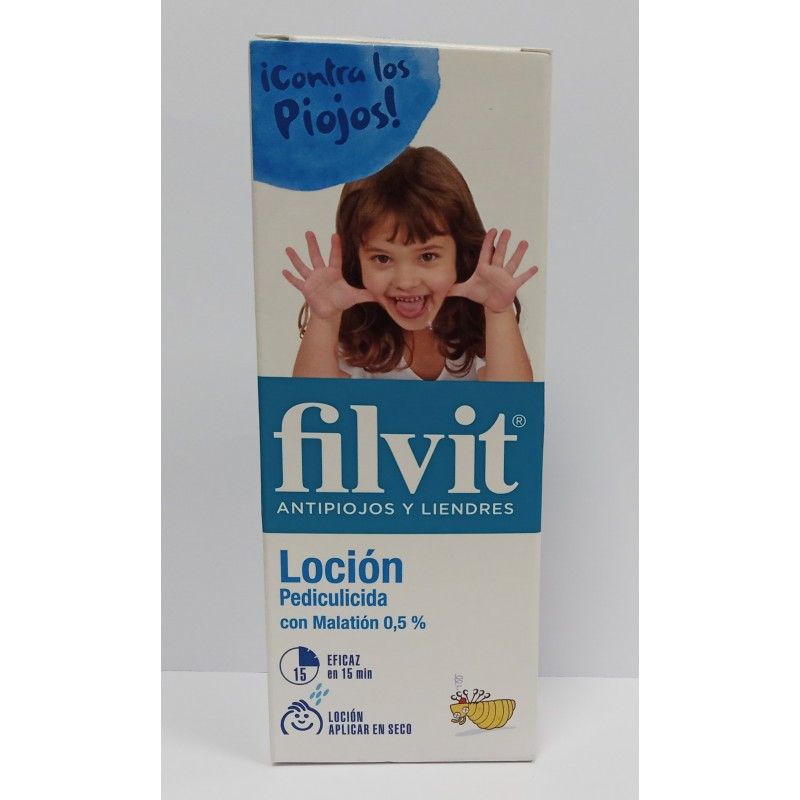 ¡Contra los
Piojos!
filvit®
ANTIPIOJOS Y LIENDRES
Loción
Pediculicida
con Malatión 0,5 %
15
EFICAZ
en 15 min
LOCIÓN
APLICAR EN SECO